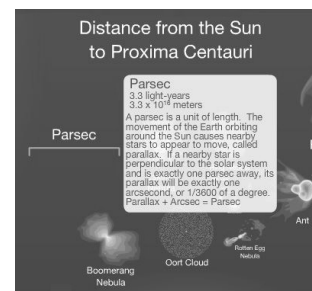 Distance from the Sun
to Proxima Centauri
Parsec
3.3 light-years
3.3 x 10¹⁶ meters
A parsec is a unit of length. The
movement of the Earth orbiting
around the Sun causes nearby
stars to appear to move, called
parallax. If a nearby star is
perpendicular to the solar system
and is exactly one parsec away, its
parallax will be exactly one
arcsecond, or 1/3600 of a degree.
Parallax + Arcsec = Parsec
Parsec
Ant
Rotten Egg
Nebula
Oort Cloud
Boomerang
Nebula